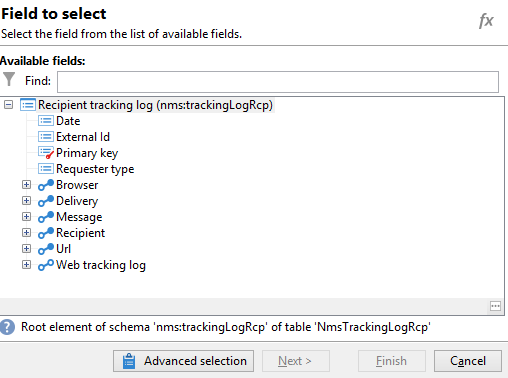 Field to select
Select the field from the list of available fields.
fx
Available fields:
Find:
Recipient tracking log (nms:trackingLogRcp)
Date
External Id
Primary key
Requester type
Browser
Delivery
Message
Recipient
Url
Web tracking log
...
? Root element of schema 'nms:trackingLogRcp' of table 'NmsTrackingLogRcp'
Advanced selection Next > Finish Cancel